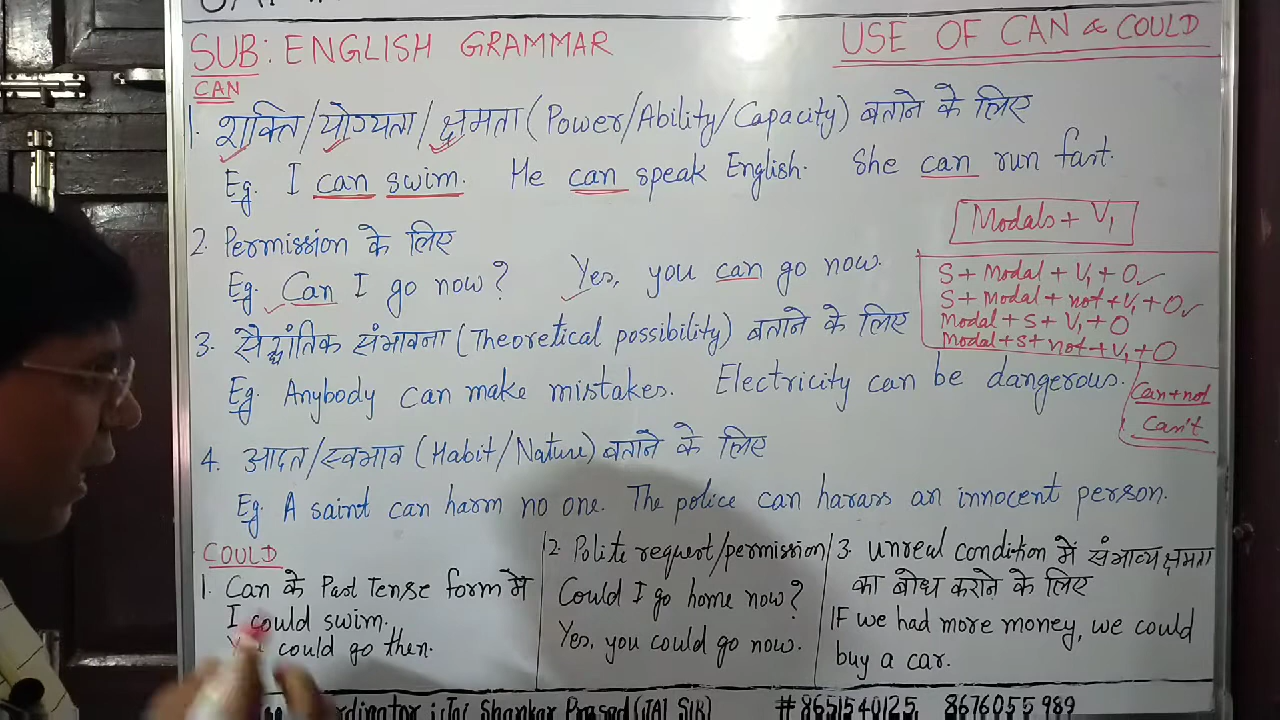 SUB: ENGLISH GRAMMAR
USE OF CAN & COULD
CAN
1. शक्ति/योग्यता/क्षमता (Power/Ability/Capacity) बताने के लिए
Eg. I can swim. He can speak English. She can run fast.
2. Permission के लिए
Eg. Can I go now? Yes, you can go now.
Modals + V1
S + Modal + V1 + O
S + Modal + not + V1 + O
Modal + S + V1 + O
Modal + S + not + V1 + O
3. सैद्धांतिक संभावना (Theoretical possibility) बताने के लिए
Eg. Anybody can make mistakes. Electricity can be dangerous.
Can+not
Can't
4. आदत/स्वभाव (Habit/Nature) बताने के लिए
Eg. A saint can harm no one. The police can harass an innocent person.
COULD
1. Can के Past Tense form में
I could swim.
could go then.
2. Polite request/permission
Could I go home now?
Yes, you could go now.
3. Unreal condition में संभाव्य क्षमता
का बोध कराने के लिए
If we had more money, we could
buy a car.
ordinator : Jai Shankar Prasad (JAI SIR) # 8651540125, 8676055989